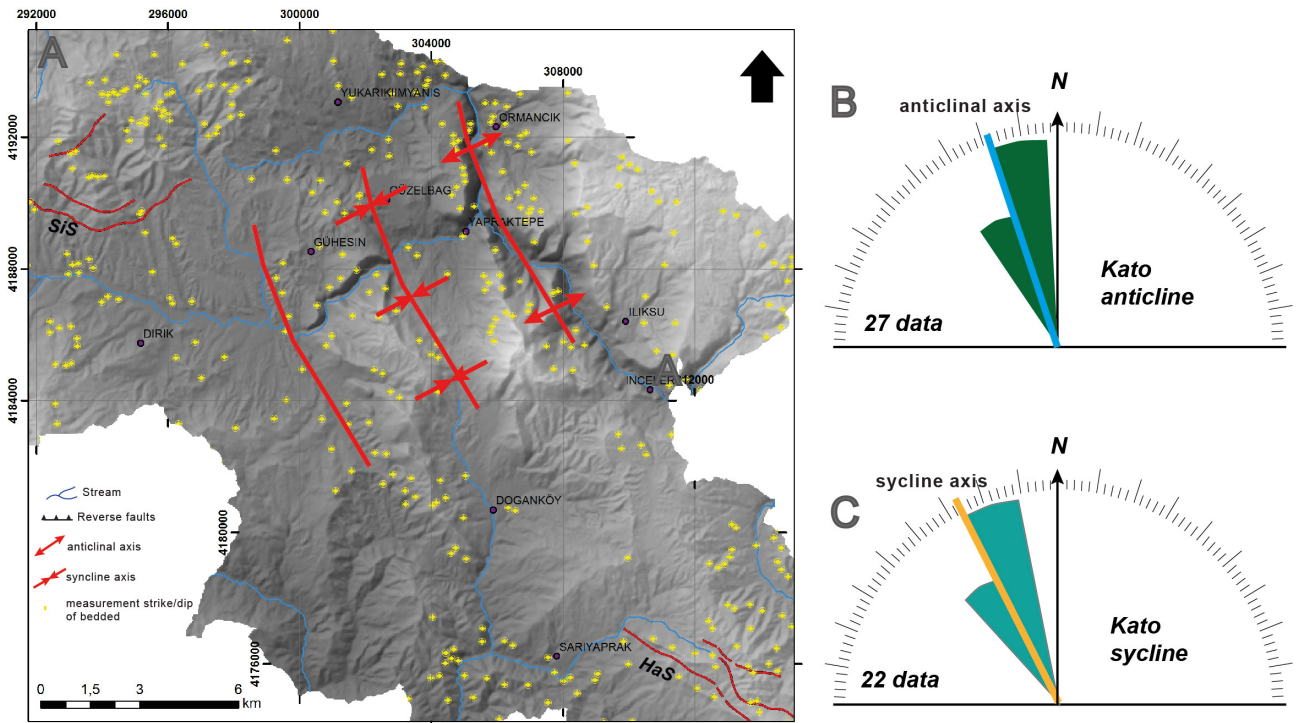 292000
296000
300000
A
304000
308000
YUKARIKIIMYANIS
ORMANCIK
4192000
GÜZELBAG
SiS
YAPRAKTEPE
GÜHESIN
4188000
DIRIK
ILIKSU
A
INCELER
12000
4184000
Stream
Reverse faults
anticlinal axis
syncline axis
measurement strike/dip
of bedded
DOGANKÖY
4180000
SARIYAPRAK
4176000
HaS
0 1,5 3 6
km
B
N
anticlinal axis
Kato
anticline
27 data
C
N
sycline axis
Kato
sycline
22 data